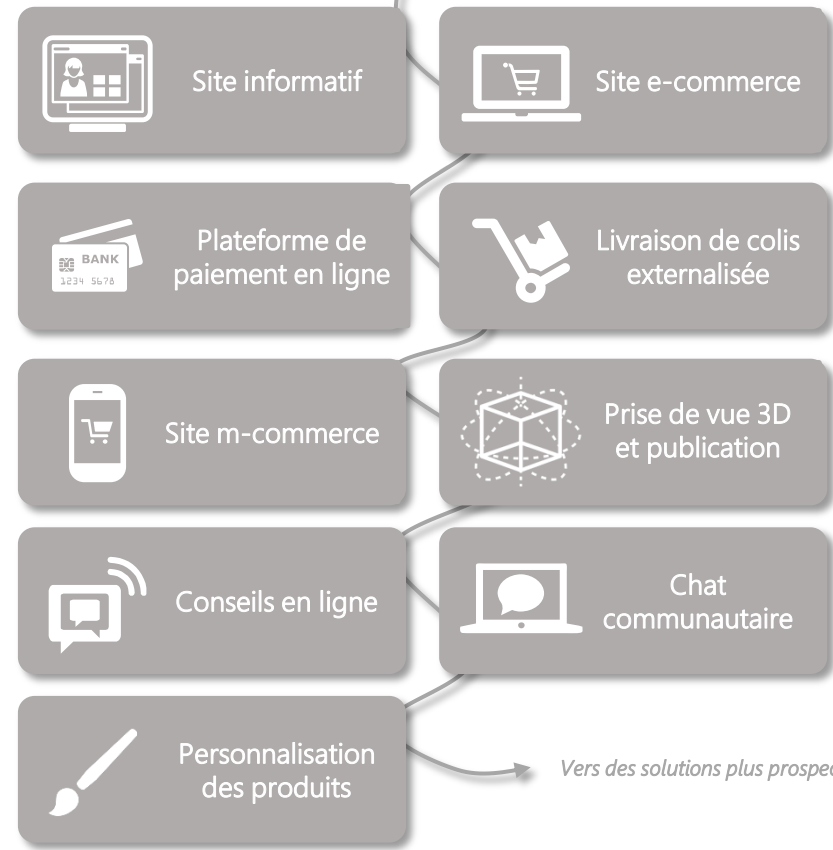 Site informatif
Site e-commerce
BANK
1234 5678
Plateforme de
paiement en ligne
Livraison de colis
externalisée
Site m-commerce
Prise de vue 3D
et publication
Conseils en ligne
Chat
communautaire
Personnalisation
des produits
Vers des solutions plus